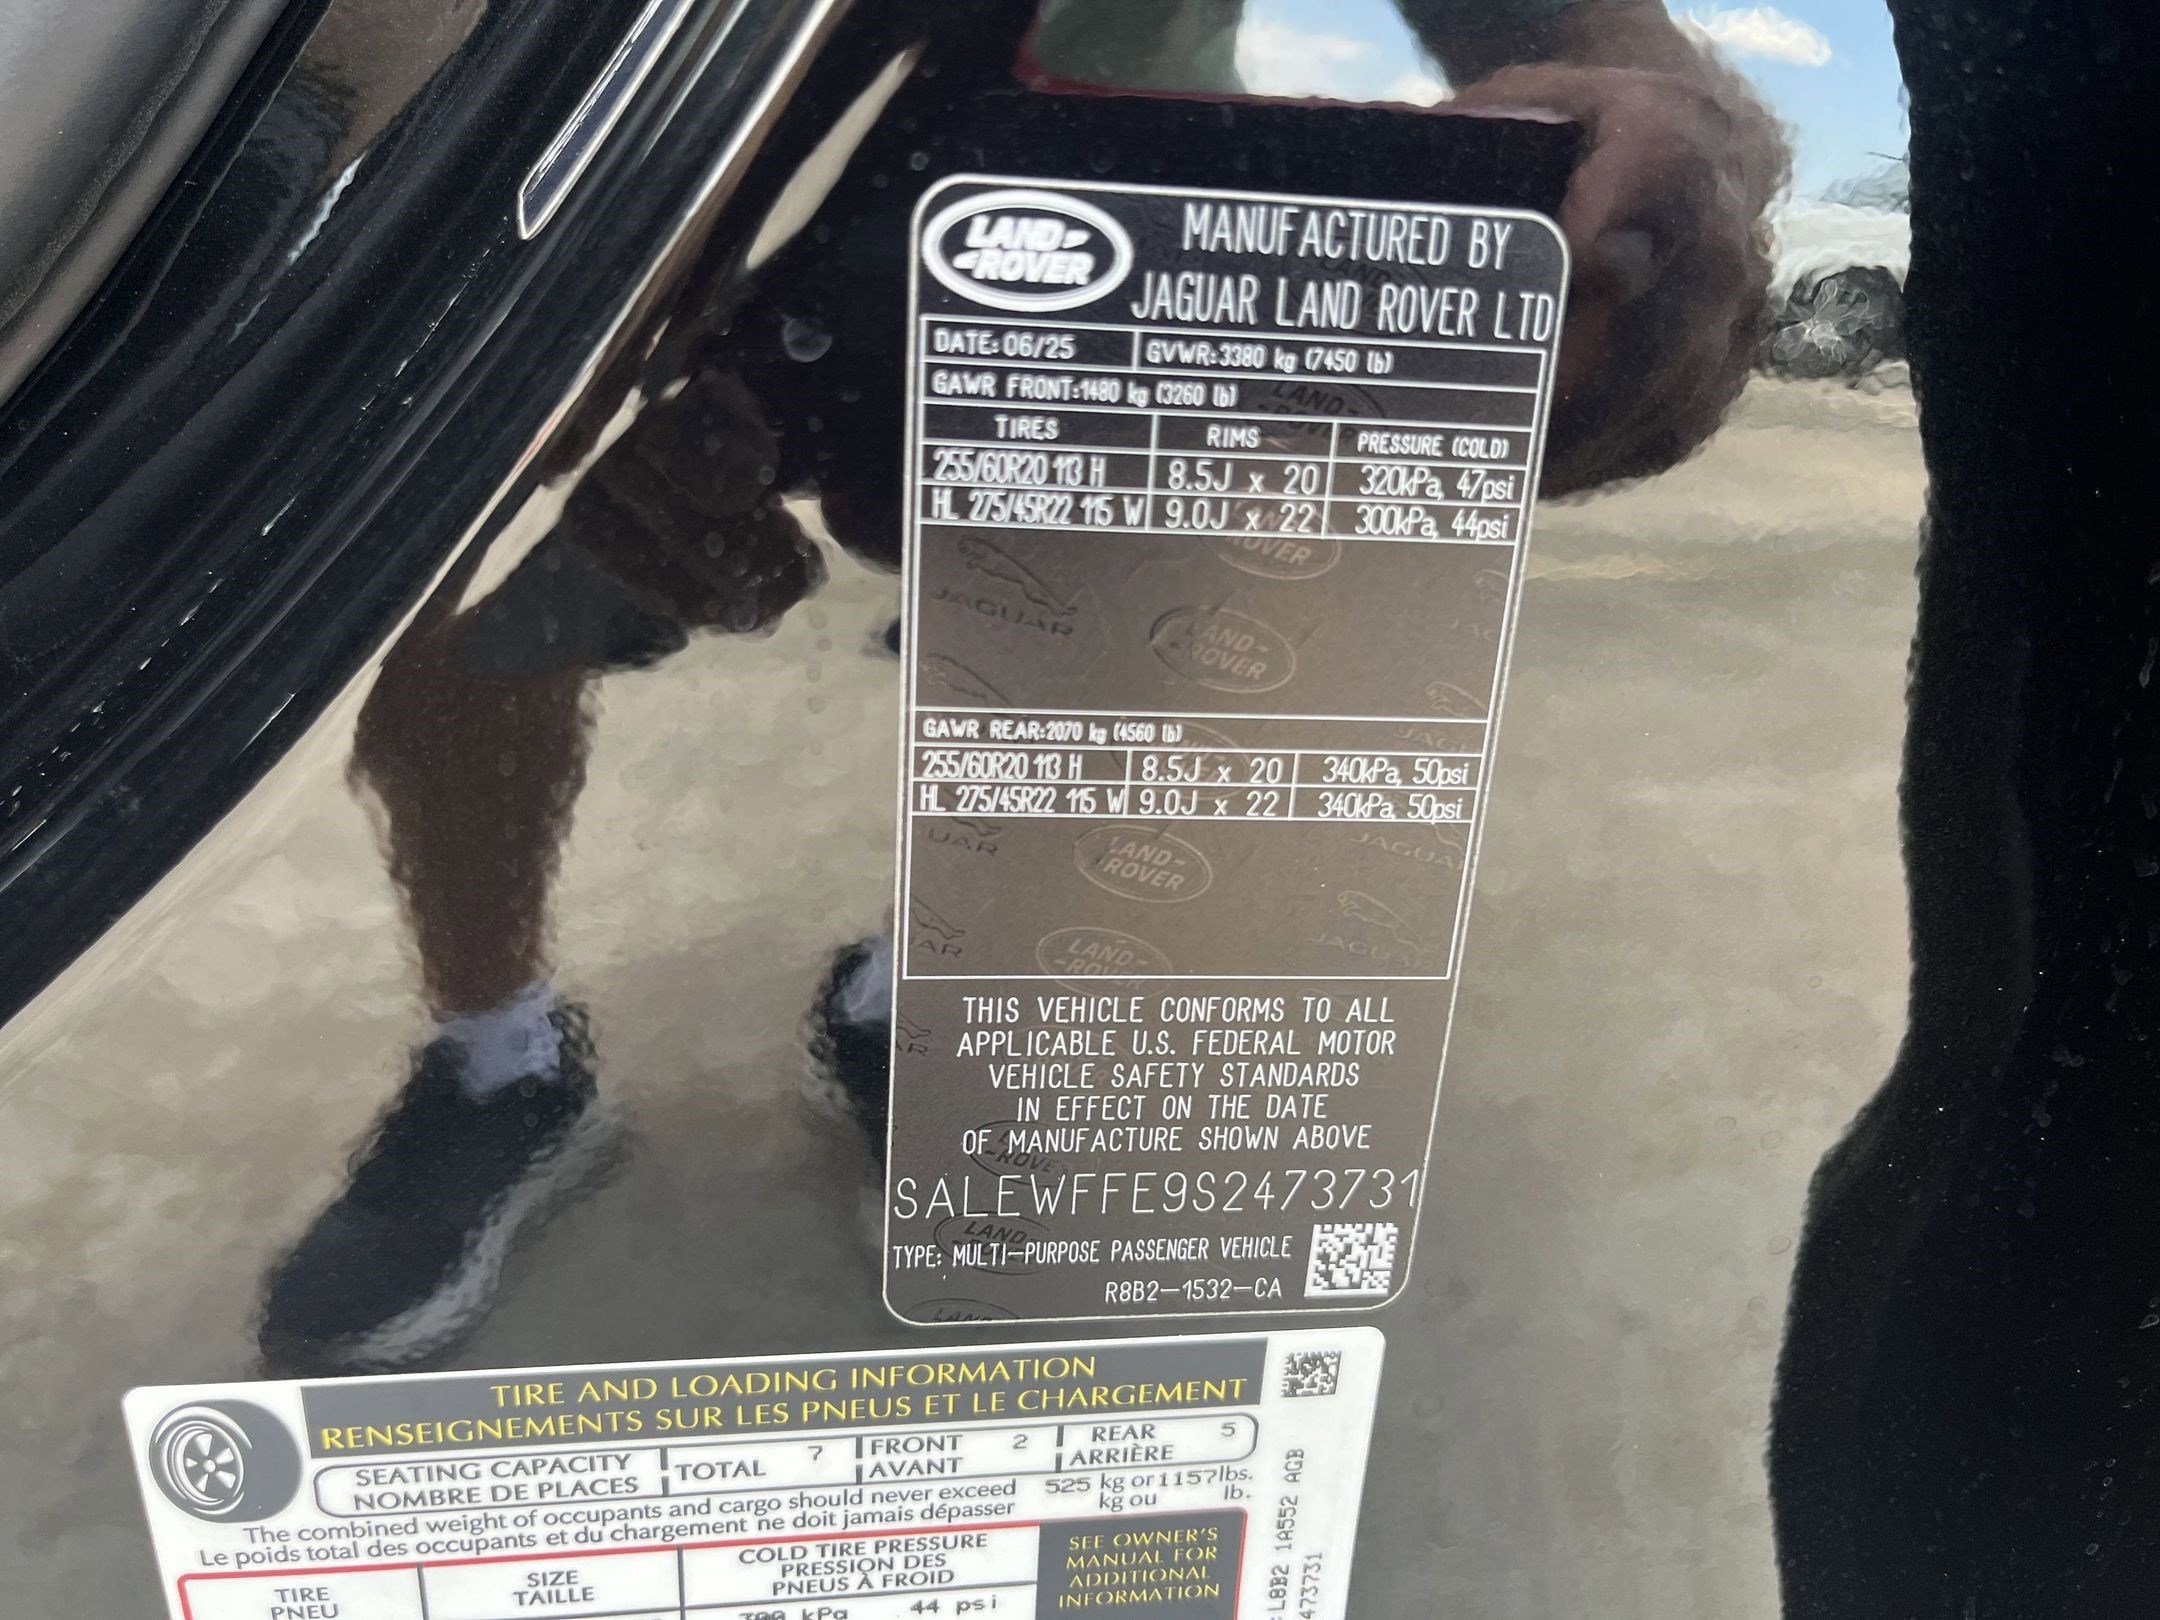 LAND-
-ROVER
MANUFACTURED BY
JAGUAR LAND ROVER LTD
DATE: 06/25 GVWR: 3380 kg (7450 lb)
GAWR FRONT: 1480 kg (3260 lb)
TIRES RIMS PRESSURE (COLD)
255/60R20 113 H 8.5J x 20 320kPa, 47psi
HL 275/45R22 115 W 9.0J x 22 300kPa, 44psi
GAWR REAR: 2070 kg (4560 lb)
255/60R20 113 H 8.5J x 20 340kPa, 50psi
HL 275/45R22 115 W 9.0J x 22 340kPa, 50psi
THIS VEHICLE CONFORMS TO ALL
APPLICABLE U.S. FEDERAL MOTOR
VEHICLE SAFETY STANDARDS
IN EFFECT ON THE DATE
OF MANUFACTURE SHOWN ABOVE
SALEWFFE9S2473731
TYPE: MULTI-PURPOSE PASSENGER VEHICLE
R8B2-1532-CA
TIRE AND LOADING INFORMATION
RENSEIGNEMENTS SUR LES PNEUS ET LE CHARGEMENT
SEATING CAPACITY TOTAL 7 FRONT 2 REAR 5
NOMBRE DE PLACES AVANT ARRIÈRE
The combined weight of occupants and cargo should never exceed 525 kg or 1157 lbs.
Le poids total des occupants et du chargement ne doit jamais dépasser kg ou lb.
TIRE SIZE COLD TIRE PRESSURE
PNEU TAILLE PRESSION DES
PNEUS À FROID
SEE OWNER'S
MANUAL FOR
ADDITIONAL
INFORMATION
kPa 44 psi
L8B2 1A552 AGB
473731